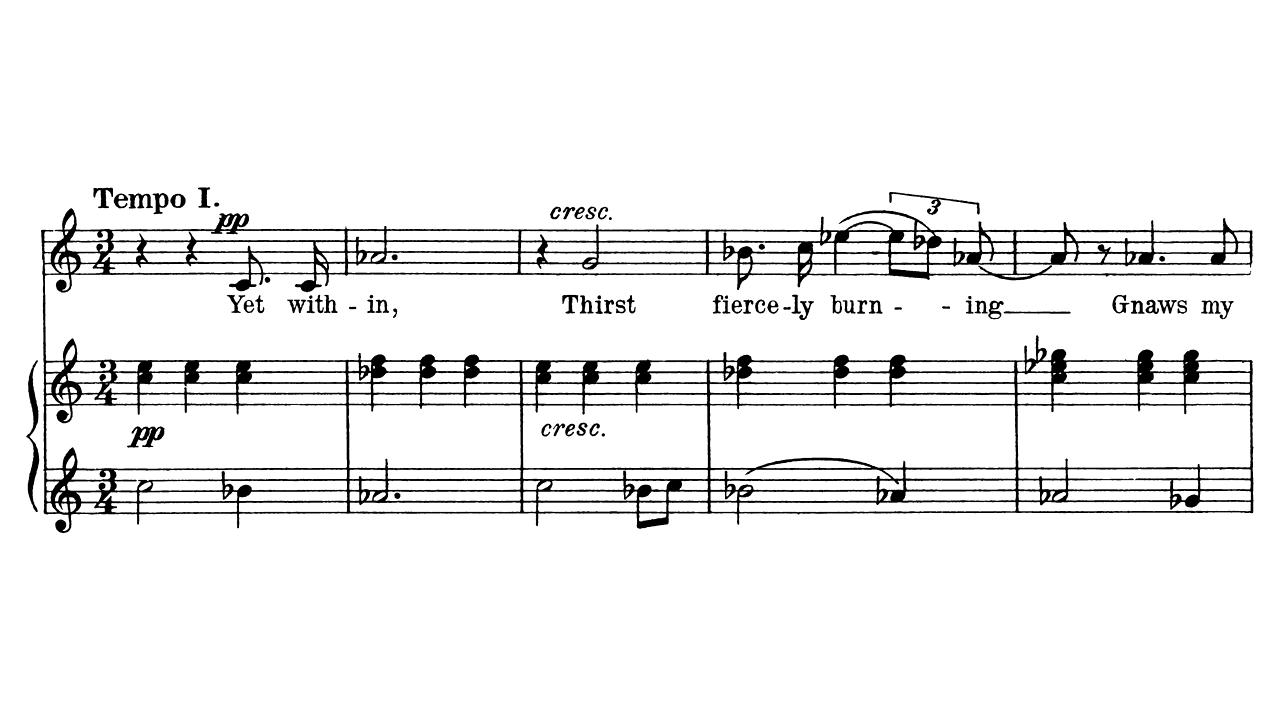 Tempo I.
pp
cresc.
3
Yet with - in, Thirst fierce - ly burn - - ing Gnaws my
pp
cresc.